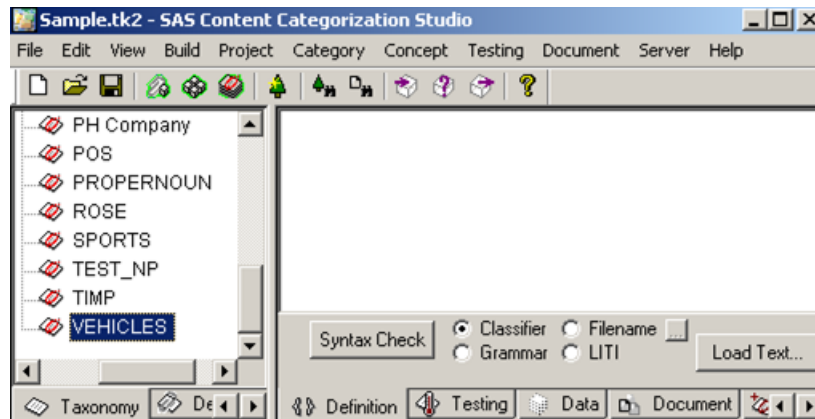 Sample.tk2 - SAS Content Categorization Studio
File Edit View Build Project Category Concept Testing Document Server Help
PH Company
POS
PROPERNOUN
ROSE
SPORTS
TEST_NP
TIMP
VEHICLES
Syntax Check
Classifier Filename ...
Grammar LITI
Load Text...
Taxonomy De
Definition Testing Data Document